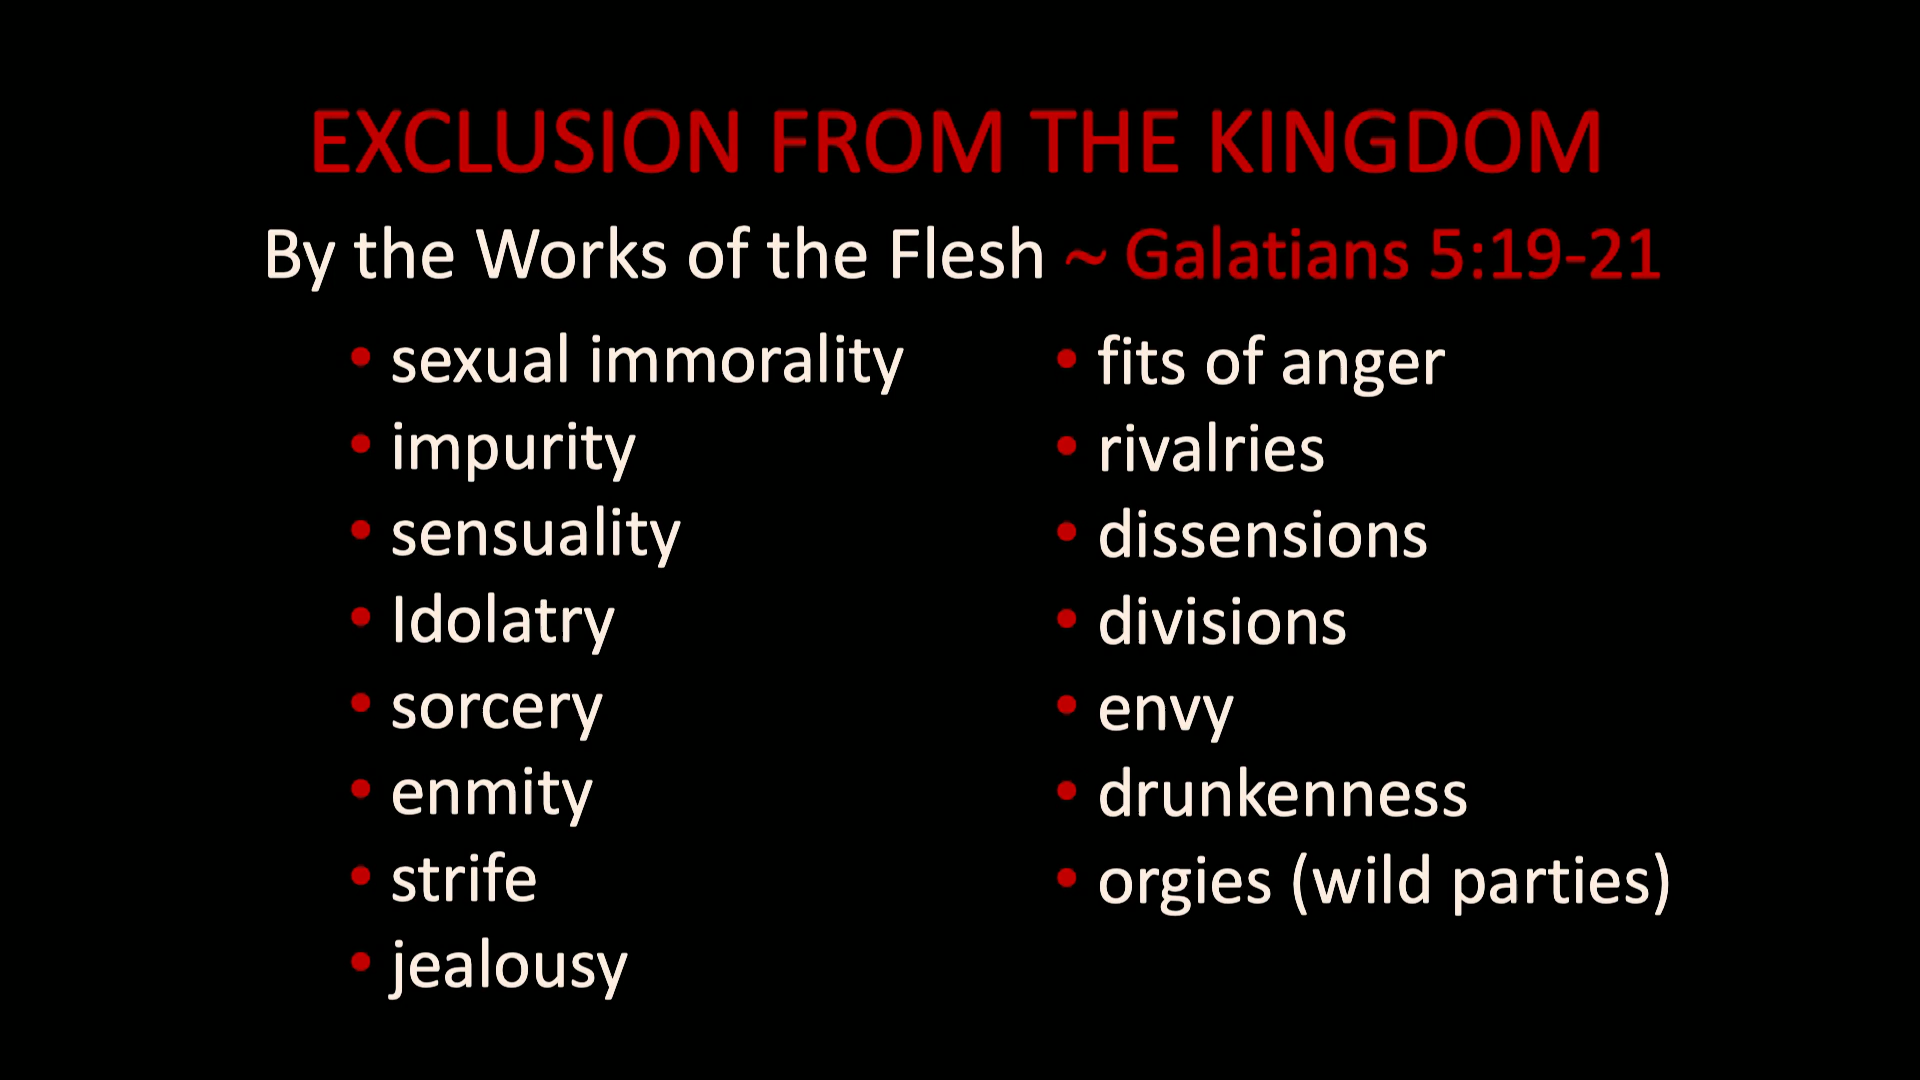 EXCLUSION FROM THE KINGDOM
By the Works of the Flesh ~ Galatians 5:19-21
• sexual immorality
• impurity
• sensuality
• Idolatry
• sorcery
• enmity
• strife
• jealousy
• fits of anger
• rivalries
• dissensions
• divisions
• envy
• drunkenness
• orgies (wild parties)